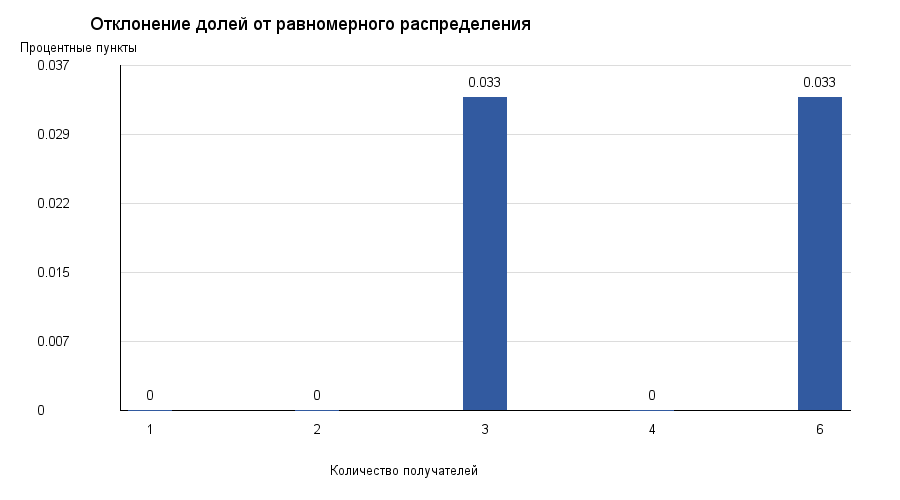 Отклонение долей от равномерного распределения
Процентные пункты
0.037
0.029
0.022
0.015
0.007
0
0
0
0.033
0
0.033
1 2 3 4 6
Количество получателей